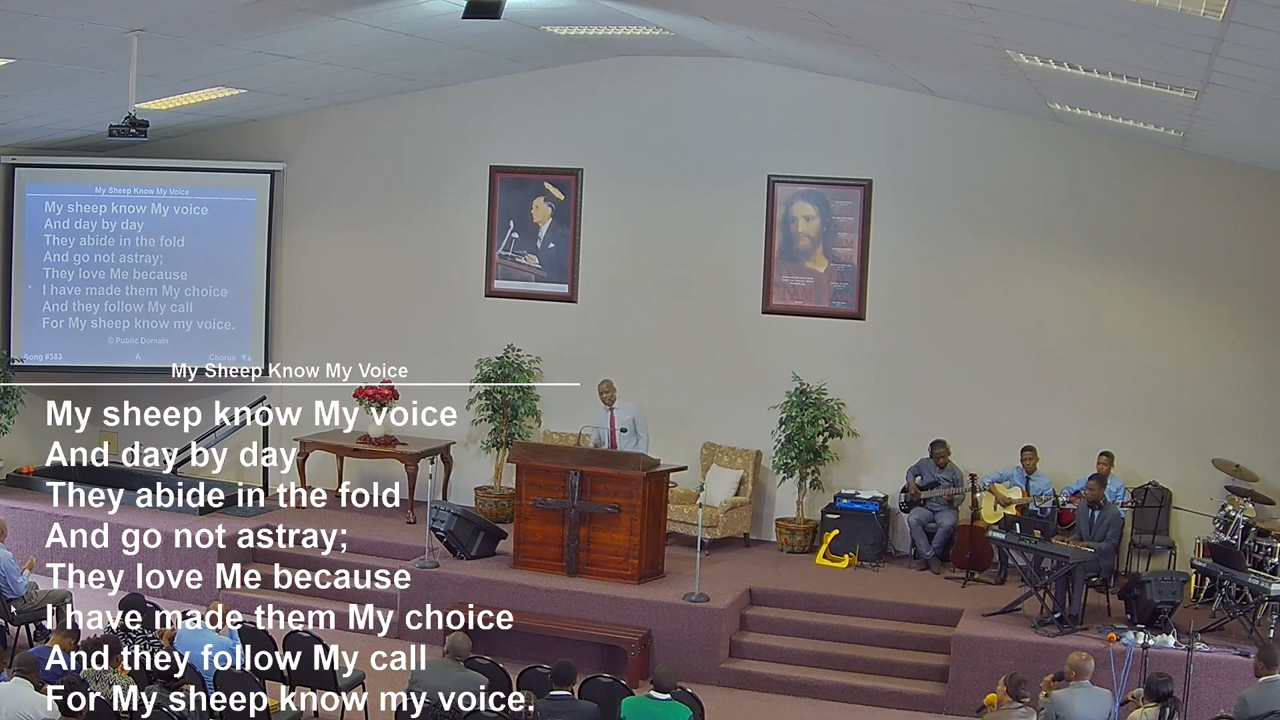 My Sheep Know My Voice
My sheep know My voice
And day by day
They abide in the fold
And go not astray;
They love Me because
I have made them My choice
And they follow My call
For My sheep know my voice.
© Public Domain
Song #383 A Chorus
My Sheep Know My Voice
My sheep know My voice
And day by day
They abide in the fold
And go not astray;
They love Me because
I have made them My choice
And they follow My call
For My sheep know my voice.